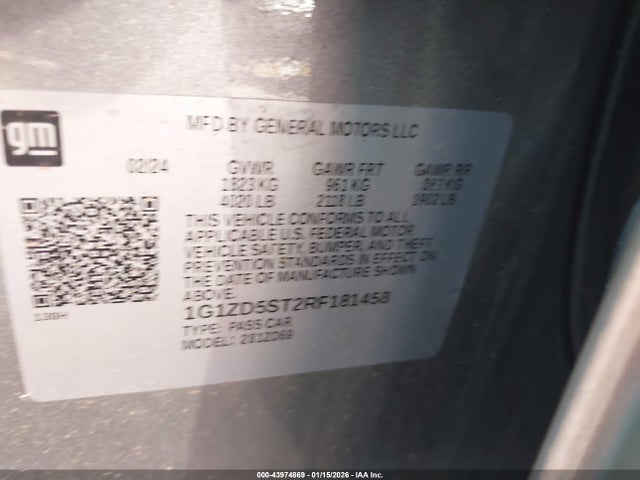 gm
MFD BY GENERAL MOTORS LLC
02/24 GVWR GAWR FRT GAWR RR
1823 KG 961 KG 863 KG
4020 LB 2118 LB 1902 LB
THIS VEHICLE CONFORMS TO ALL
APPLICABLE U.S. FEDERAL MOTOR
VEHICLE SAFETY, BUMPER, AND THEFT
PREVENTION STANDARDS IN EFFECT ON
THE DATE OF MANUFACTURE SHOWN
ABOVE.
1G1ZD5ST2RF181458
TYPE: PASS CAR
MODEL:
000-43974869 - 01/15/2026 - IAA Inc.